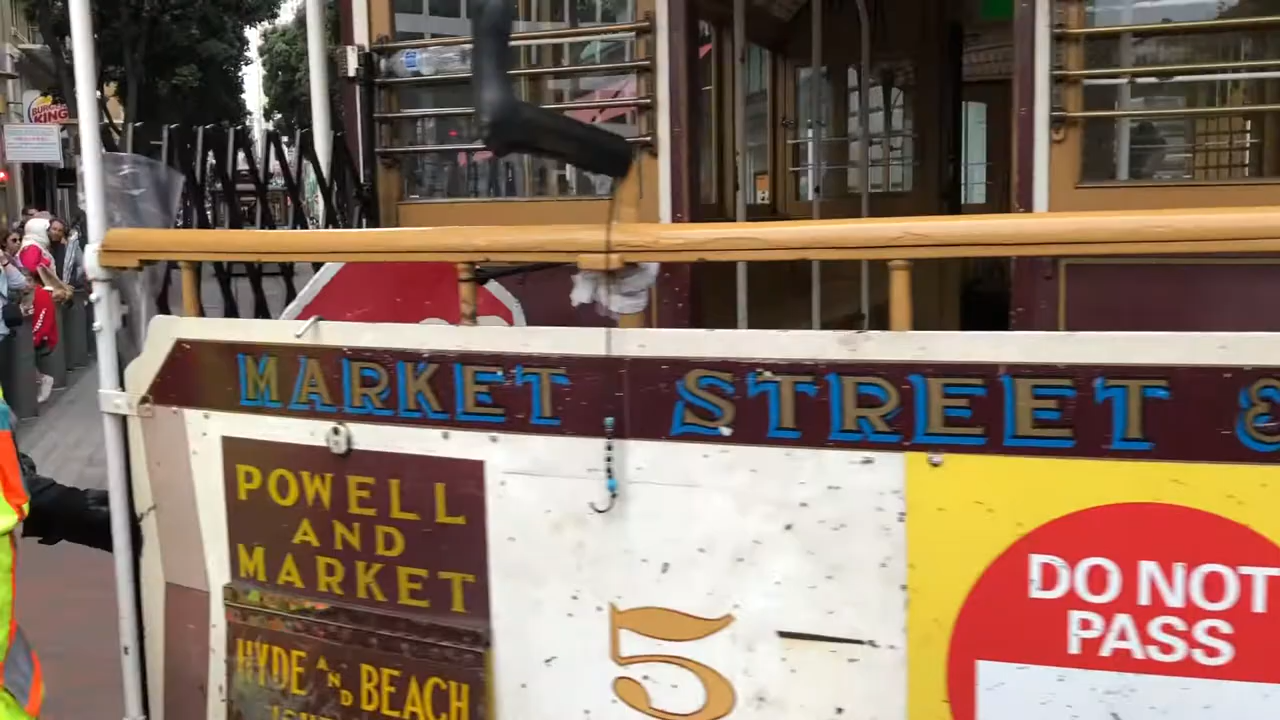 BURGER
KING
MARKET STREET &
POWELL
AND
MARKET
HYDE AND BEACH
5
DO NOT
PASS